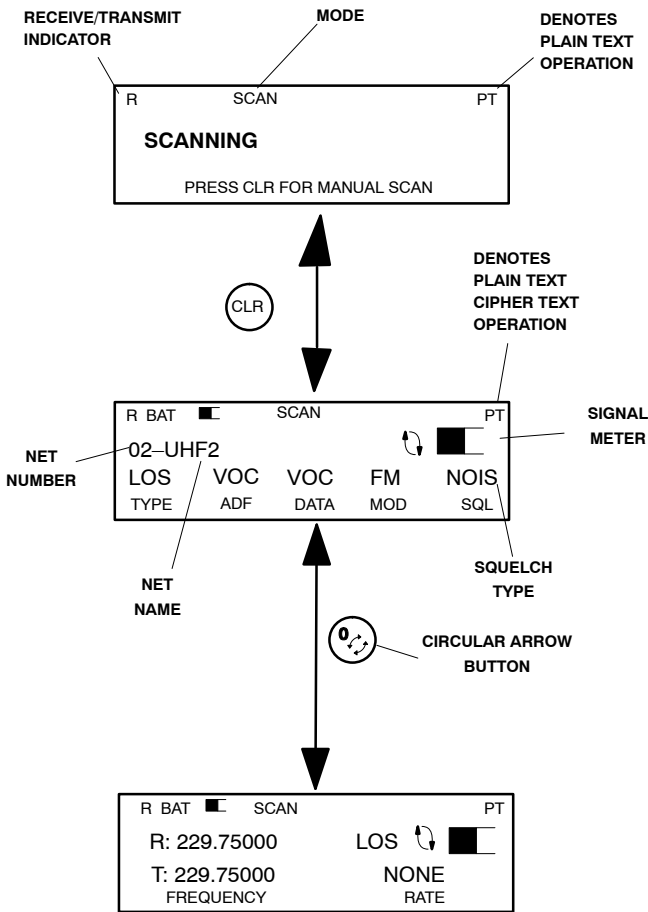 RECEIVE/TRANSMIT
INDICATOR
MODE
DENOTES
PLAIN TEXT
OPERATION
R SCAN PT
SCANNING
PRESS CLR FOR MANUAL SCAN
CLR
DENOTES
PLAIN TEXT
CIPHER TEXT
OPERATION
R BAT SCAN PT
02–UHF2
LOS VOC VOC FM NOIS
TYPE ADF DATA MOD SQL
SIGNAL
METER
NET
NUMBER
NET
NAME
SQUELCH
TYPE
0
CIRCULAR ARROW
BUTTON
R BAT SCAN PT
R: 229.75000 LOS
T: 229.75000 NONE
FREQUENCY RATE